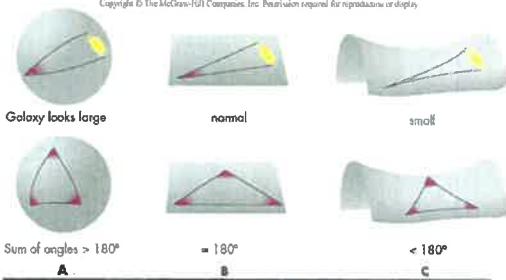 Copyright © The McGraw-Hill Companies, Inc. Permission required for reproduction or display
Galaxy looks large
normal
small
Sum of angles > 180°
= 180°
< 180°
A
B
C